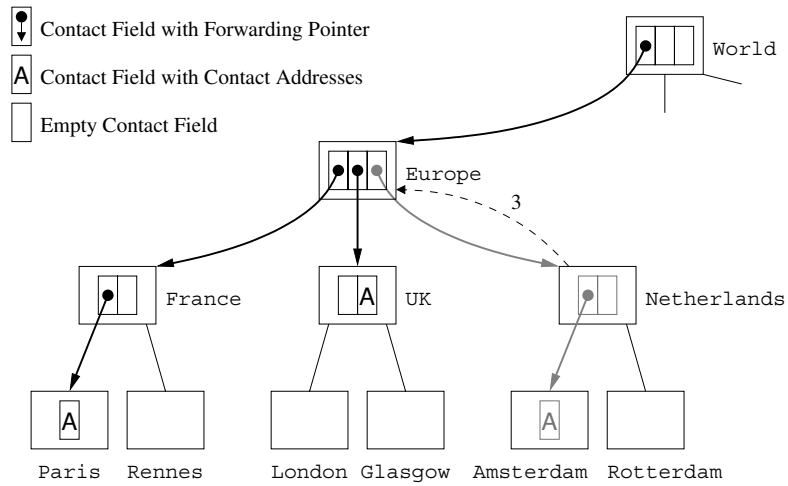 Contact Field with Forwarding Pointer
A Contact Field with Contact Addresses
Empty Contact Field
World
Europe
3
France
A
UK
Netherlands
A
A
Paris
Rennes
London
Glasgow
Amsterdam
Rotterdam